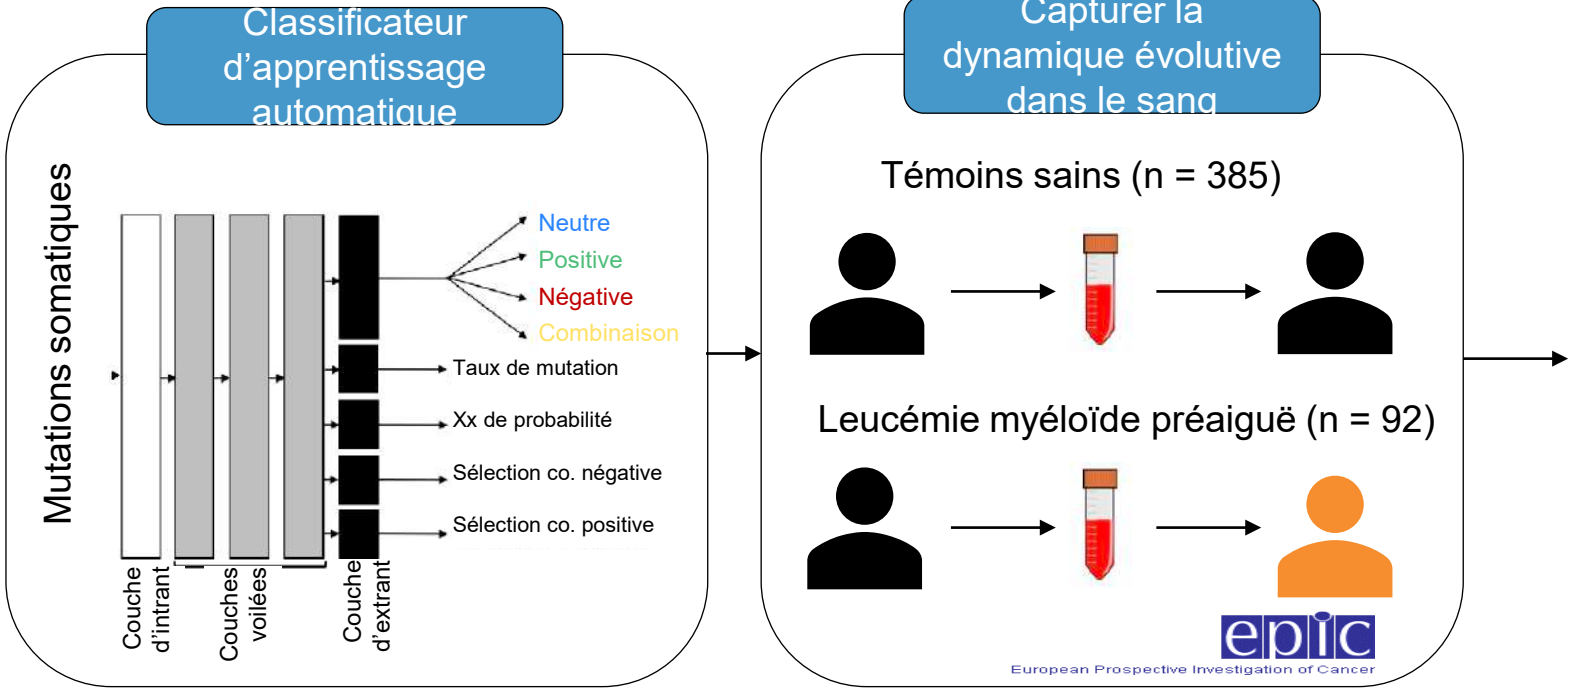 Classificateur
d’apprentissage
automatique
Mutations somatiques
Neutre
Positive
Négative
Combinaison
Taux de mutation
Xx de probabilité
Sélection co. négative
Sélection co. positive
Couche
d’intrant
Couches
voilées
Couche
d’extrant
Capturer la
dynamique évolutive
dans le sang
Témoins sains (n = 385)
Leucémie myéloïde préaiguë (n = 92)
epic
European Prospective Investigation of Cancer